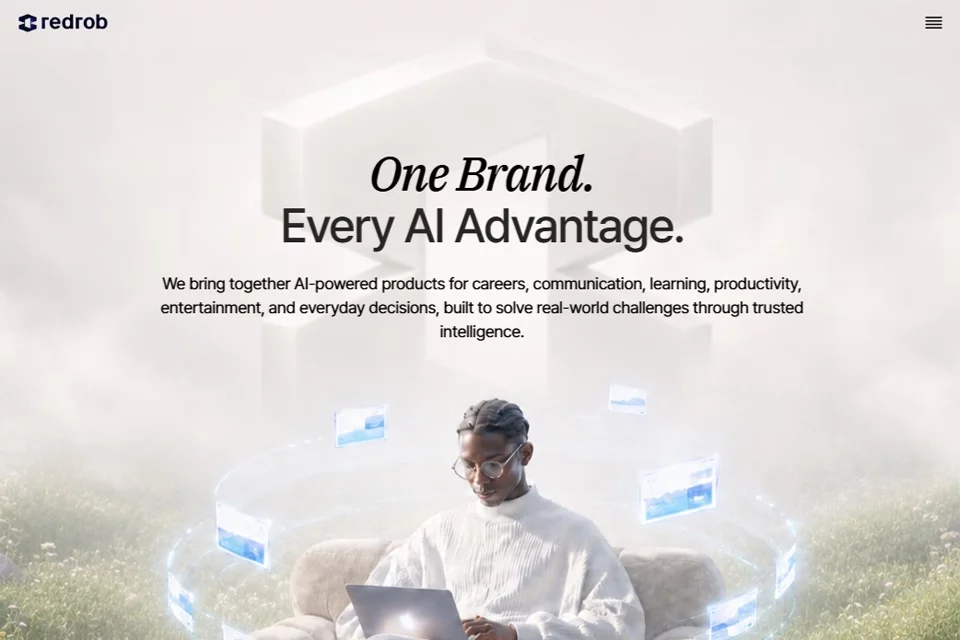 redrob
One Brand.
Every AI Advantage.
We bring together AI-powered products for careers, communication, learning, productivity,
entertainment, and everyday decisions, built to solve real-world challenges through trusted
intelligence.